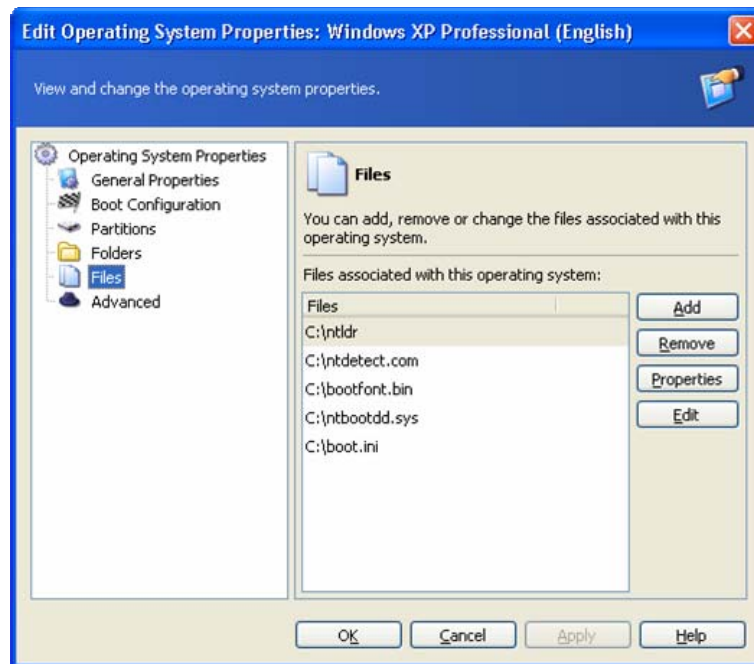 Edit Operating System Properties: Windows XP Professional (English)
View and change the operating system properties.
Operating System Properties
General Properties
Boot Configuration
Partitions
Folders
Files
Advanced
Files
You can add, remove or change the files associated with this
operating system.
Files associated with this operating system:
Files
C:\ntldr
C:\ntdetect.com
C:\bootfont.bin
C:\ntbootdd.sys
C:\boot.ini
Add
Remove
Properties
Edit
OK
Cancel
Apply
Help